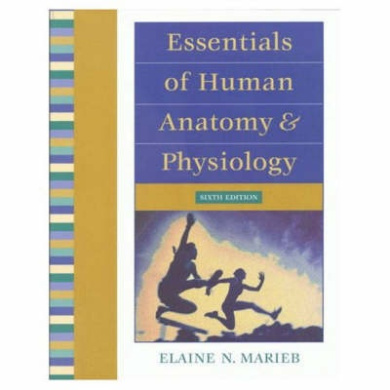 Essentials
of Human
Anatomy &
Physiology
SIXTH EDITION
ELAINE N. MARIEB